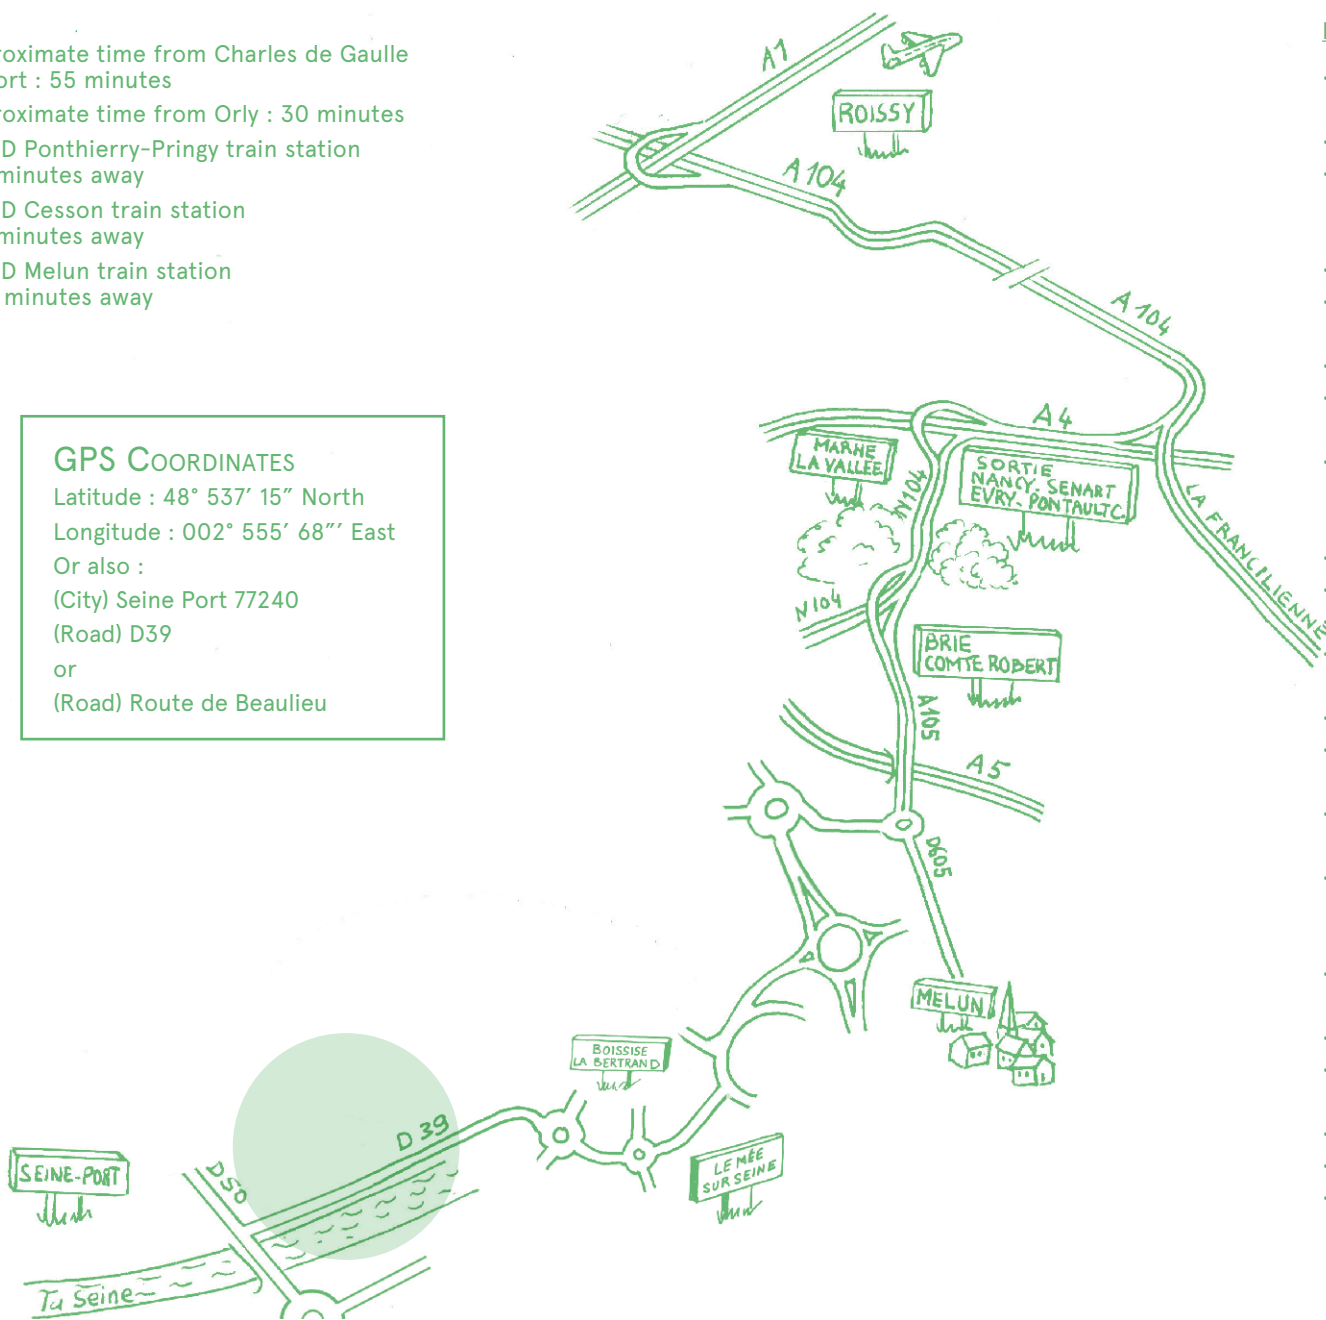 roximate time from Charles de Gaulle
ort : 55 minutes
roximate time from Orly : 30 minutes
D Ponthierry-Pringy train station
minutes away
D Cesson train station
minutes away
D Melun train station
minutes away
GPS COORDINATES
Latitude : 48° 537′ 15″ North
Longitude : 002° 555′ 68″′ East
Or also :
(City) Seine Port 77240
(Road) D39
or
(Road) Route de Beaulieu
A1
ROISSY
A 104
A 104
A 4
MARNE
LA VALLÉE
N104
SORTIE
NANCY. SENART
EVRY. PONTAULT C.
LA FRANCILIENNE
N104
BRIE
COMTE ROBERT
A105
A5
D605
MELUN
BOISSISE
LA BERTRAND
D 39
LE MÉE
SUR SEINE
SEINE-PORT
D50
Seine